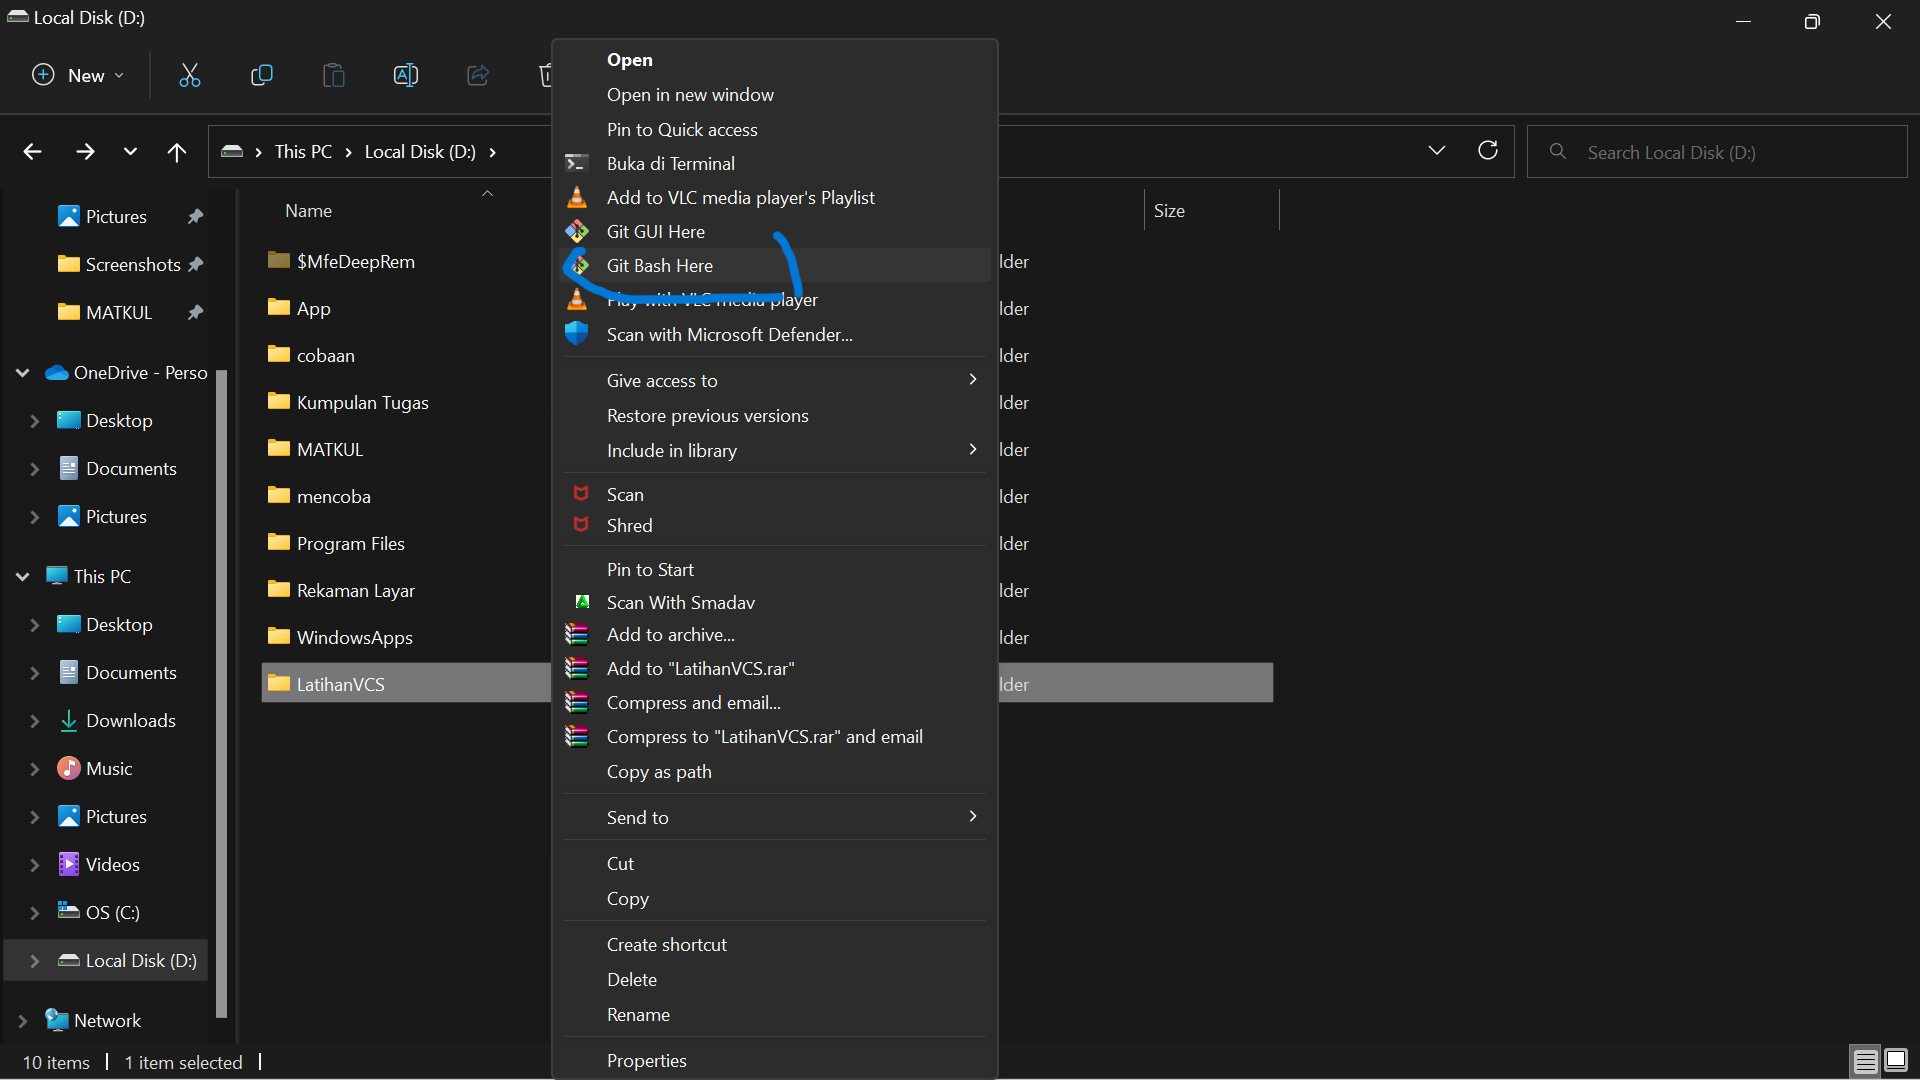 Local Disk (D:)
New
This PC > Local Disk (D:) >
Search Local Disk (D:)
Pictures
Screenshots
MATKUL
OneDrive - Perso
Desktop
Documents
Pictures
This PC
Desktop
Documents
Downloads
Music
Pictures
Videos
OS (C:)
Local Disk (D:)
Network
Name
Size
$MfeDeepRem
lder
App
lder
cobaan
lder
Kumpulan Tugas
lder
MATKUL
lder
mencoba
lder
Program Files
lder
Rekaman Layar
lder
WindowsApps
lder
LatihanVCS
lder
Open
Open in new window
Pin to Quick access
Buka di Terminal
Add to VLC media player's Playlist
Git GUI Here
Git Bash Here
Play with VLC media player
Scan with Microsoft Defender...
Give access to
Restore previous versions
Include in library
Scan
Shred
Pin to Start
Scan With Smadav
Add to archive...
Add to "LatihanVCS.rar"
Compress and email...
Compress to "LatihanVCS.rar" and email
Copy as path
Send to
Cut
Copy
Create shortcut
Delete
Rename
Properties
10 items
1 item selected